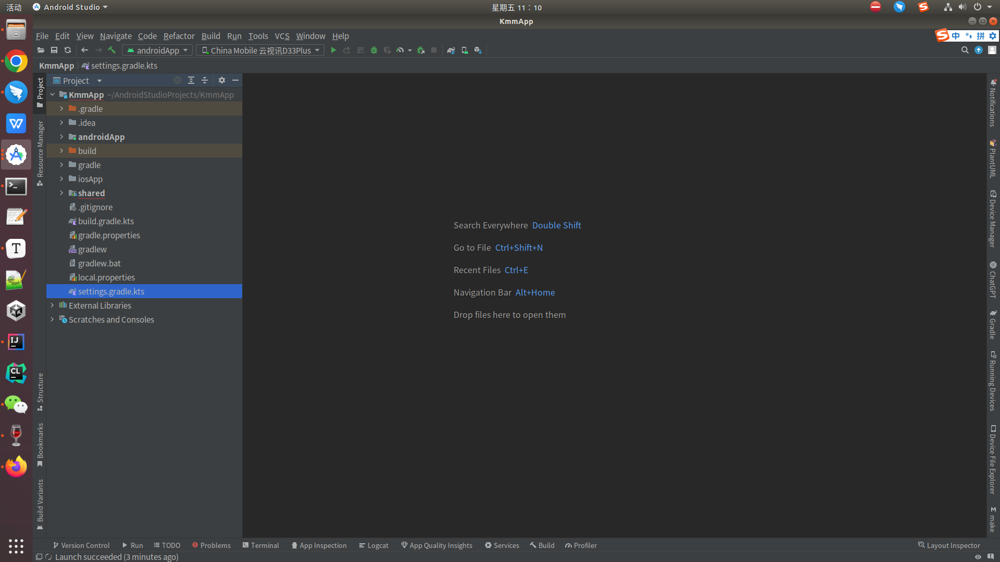 活动
Android Studio
星期五 11：10
KmmApp
File Edit View Navigate Code Refactor Build Run Tools VCS Window Help
中 拼
androidApp
China Mobile 云视讯D33Plus
KmmApp
settings.gradle.kts
Project
Resource Manager
Structure
Bookmarks
Build Variants
Project
KmmApp ~/AndroidStudioProjects/KmmApp
.gradle
.idea
androidApp
build
gradle
iosApp
shared
.gitignore
build.gradle.kts
gradle.properties
gradlew
gradlew.bat
local.properties
settings.gradle.kts
External Libraries
Scratches and Consoles
Search Everywhere Double Shift
Go to File Ctrl+Shift+N
Recent Files Ctrl+E
Navigation Bar Alt+Home
Drop files here to open them
Notifications
PlantUML
Device Manager
ChatGPT
Gradle
Running Devices
Device File Explorer
M make
Version Control Run TODO Problems Terminal App Inspection Logcat App Quality Insights Services Build Profiler Layout Inspector
Launch succeeded (3 minutes ago)